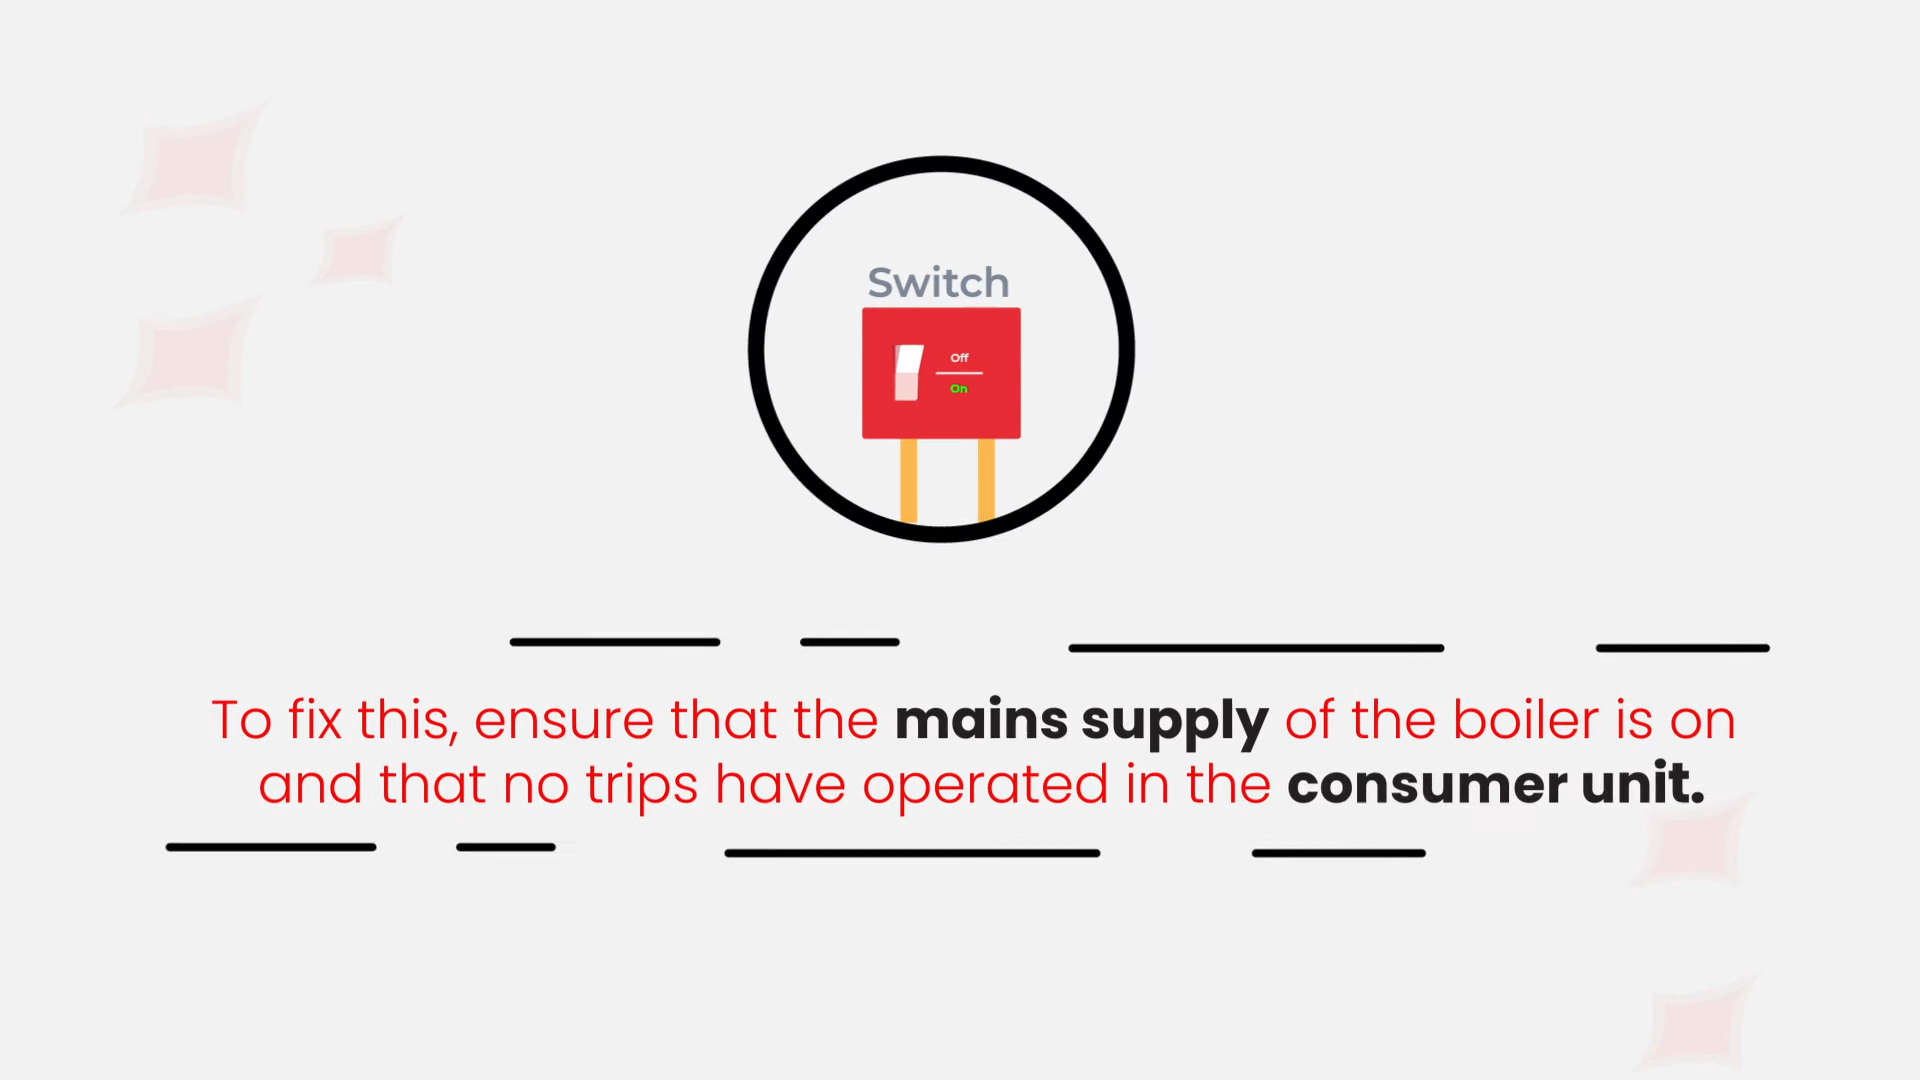 Switch
Off
On
To fix this, ensure that the mains supply of the boiler is on
and that no trips have operated in the consumer unit.